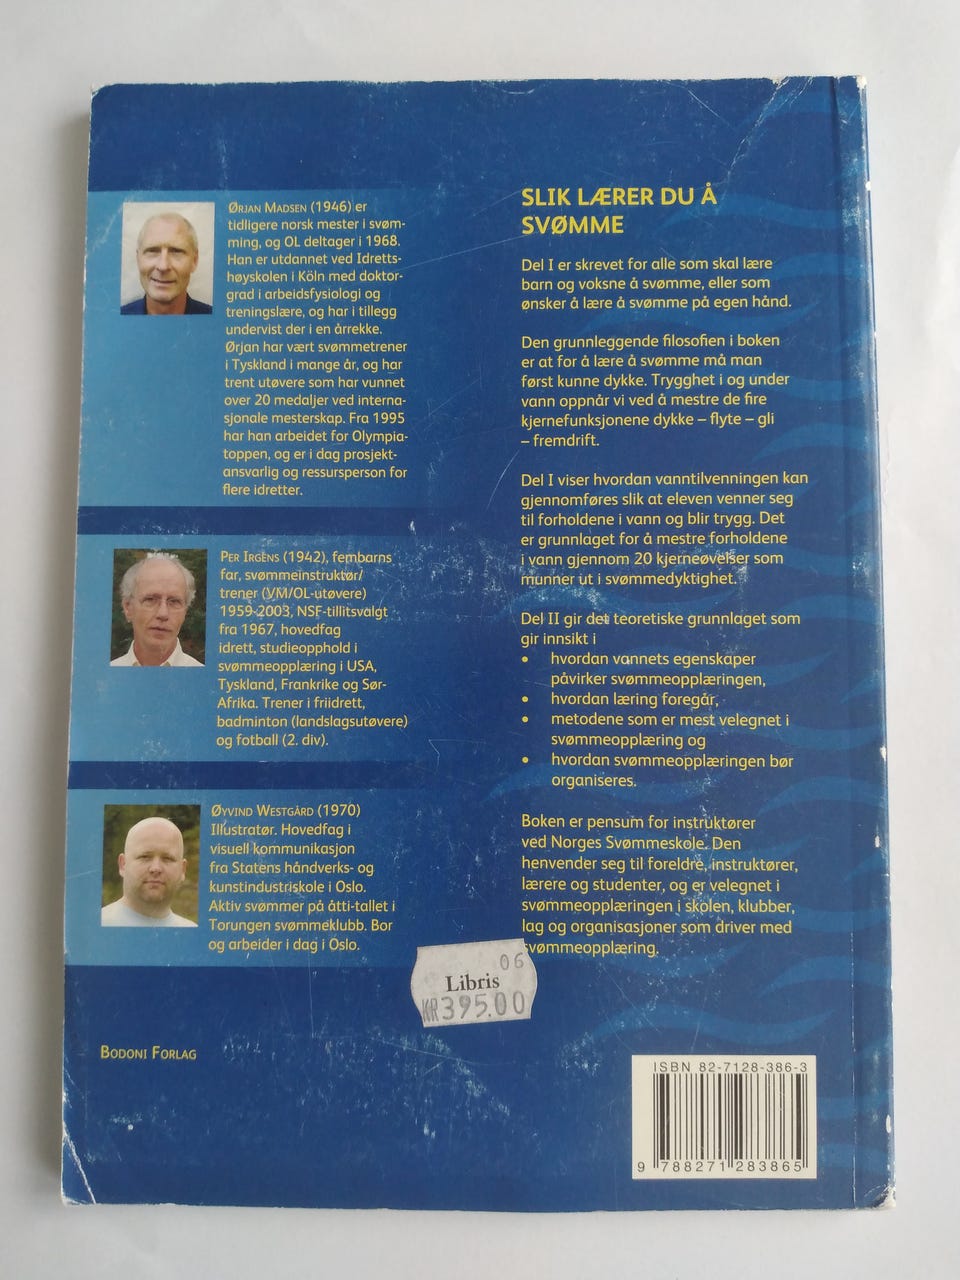 ØRJAN MADSEN (1946) er
tidligere norsk mester i svøm-
ming, og OL deltager i 1968.
Han er utdannet ved Idretts-
høyskolen i Köln med doktor-
grad i arbeidsfysiologi og
treningslære, og har i tillegg
undervist der i en årrekke.
Ørjan har vært svømmetrener
i Tyskland i mange år, og har
trent utøvere som har vunnet
over 20 medaljer ved interna-
sjonale mesterskap. Fra 1995
har han arbeidet for Olympia-
toppen, og er i dag prosjekt-
ansvarlig og ressursperson for
flere idretter.
PER IRGENS (1942), fembarns
far, svømmeinstruktør/
trener (VM/OL-utøvere)
1959-2003, NSF-tillitsvalgt
fra 1967, hovedfag
idrett, studieopphold i
svømmeopplæring i USA,
Tyskland, Frankrike og Sør-
Afrika. Trener i friidrett,
badminton (landslagsutøvere)
og fotball (2. div).
ØYVIND WESTGÅRD (1970)
Illustratør. Hovedfag i
visuell kommunikasjon
fra Statens håndverks- og
kunstindustriskole i Oslo.
Aktiv svømmer på åtti-tallet i
Torungen svømmeklubb. Bor
og arbeider i dag i Oslo.
BODONI FORLAG
SLIK LÆRER DU Å
SVØMME
Del I er skrevet for alle som skal lære
barn og voksne å svømme, eller som
ønsker å lære å svømme på egen hånd.
Den grunnleggende filosofien i boken
er at for å lære å svømme må man
først kunne dykke. Trygghet i og under
vann oppnår vi ved å mestre de fire
kjernefunksjonene dykke – flyte – gli
– fremdrift.
Del I viser hvordan vanntilvenningen kan
gjennomføres slik at eleven venner seg
til forholdene i vann og blir trygg. Det
er grunnlaget for å mestre forholdene
i vann gjennom 20 kjerneøvelser som
munner ut i svømmedyktighet.
Del II gir det teoretiske grunnlaget som
gir innsikt i
• hvordan vannets egenskaper
påvirker svømmeopplæringen,
• hvordan læring foregår,
• metodene som er mest velegnet i
svømmeopplæring og
• hvordan svømmeopplæringen bør
organiseres.
Boken er pensum for instruktører
ved Norges Svømmeskole. Den
henvender seg til foreldre, instruktører,
lærere og studenter, og er velegnet i
svømmeopplæringen i skolen, klubber,
lag og organisasjoner som driver med
svømmeopplæring.
06
Libris
KR395.00
ISBN 82-7128-386-3
9 788271 283865